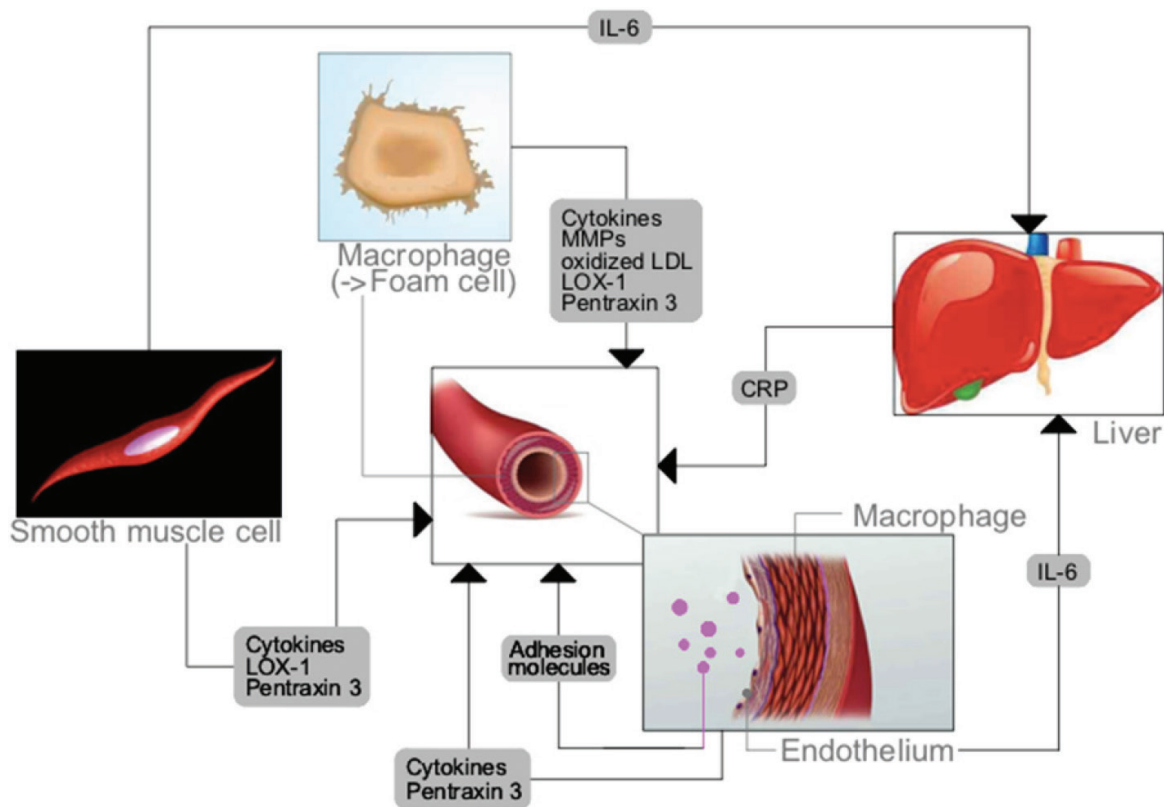 IL-6
Macrophage
(->Foam cell)
Cytokines
MMPs
oxidized LDL
LOX-1
Pentraxin 3
CRP
Liver
Smooth muscle cell
Macrophage
IL-6
Cytokines
LOX-1
Pentraxin 3
Adhesion
molecules
Endothelium
Cytokines
Pentraxin 3